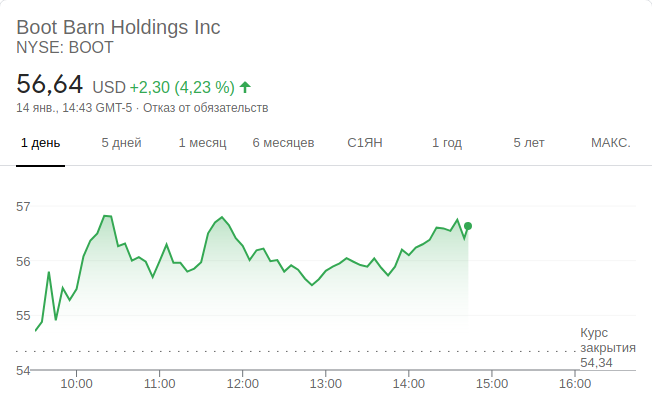 Boot Barn Holdings Inc
NYSE: BOOT
56,64 USD +2,30 (4,23 %)
14 янв., 14:43 GMT-5 · Отказ от обязательств
1 день 5 дней 1 месяц 6 месяцев С1ЯН 1 год 5 лет МАКС.
57
56
55
Курс
закрытия
54,34
54
10:00 11:00 12:00 13:00 14:00 15:00 16:00